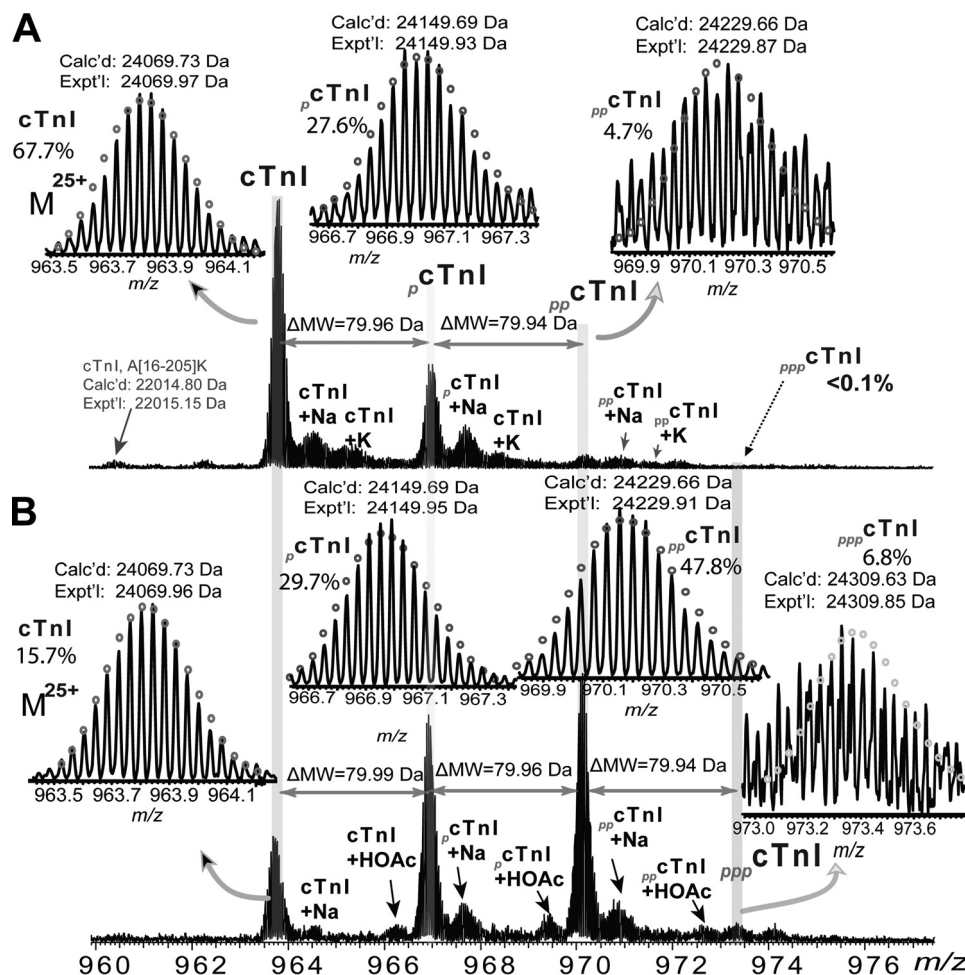 A
Calc'd: 24069.73 Da
Expt'l: 24069.97 Da
cTnI
67.7%
M25+
963.5 963.7 963.9 964.1
m/z
Calc'd: 24149.69 Da
Expt'l: 24149.93 Da
pcTnI
27.6%
966.7 966.9 967.1 967.3
m/z
Calc'd: 24229.66 Da
Expt'l: 24229.87 Da
ppcTnI
4.7%
969.9 970.1 970.3 970.5
m/z
cTnI
pcTnI
ppcTnI
ΔMW=79.96 Da
ΔMW=79.94 Da
cTnI, A[16-205]K
Calc'd: 22014.80 Da
Expt'l: 22015.15 Da
cTnI
+Na
cTnI
+K
pcTnI
+Na
cTnI
+K
ppcTnI
+Na
ppcTnI
+K
pppcTnI
<0.1%
B
Calc'd: 24069.73 Da
Expt'l: 24069.96 Da
cTnI
15.7%
M25+
963.5 963.7 963.9 964.1
m/z
Calc'd: 24149.69 Da
Expt'l: 24149.95 Da
pcTnI
29.7%
966.7 966.9 967.1 967.3
m/z
Calc'd: 24229.66 Da
Expt'l: 24229.91 Da
ppcTnI
47.8%
969.9 970.1 970.3 970.5
m/z
pppcTnI
6.8%
Calc'd: 24309.63 Da
Expt'l: 24309.85 Da
973.0 973.2 973.4 973.6
m/z
ΔMW=79.99 Da
ΔMW=79.96 Da
ΔMW=79.94 Da
cTnI
+Na
cTnI
+HOAc
pcTnI
+Na
pcTnI
+HOAc
ppcTnI
+Na
ppcTnI
+HOAc
pppcTnI
960 962 964 966 967 968 970 971 972 974 976 m/z